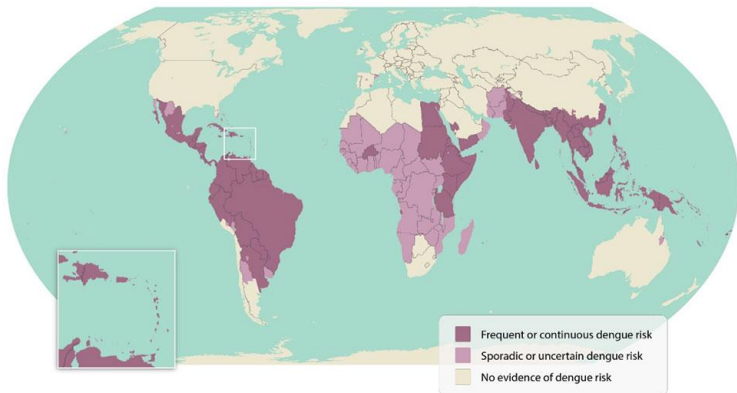 Frequent or continuous dengue risk
Sporadic or uncertain dengue risk
No evidence of dengue risk